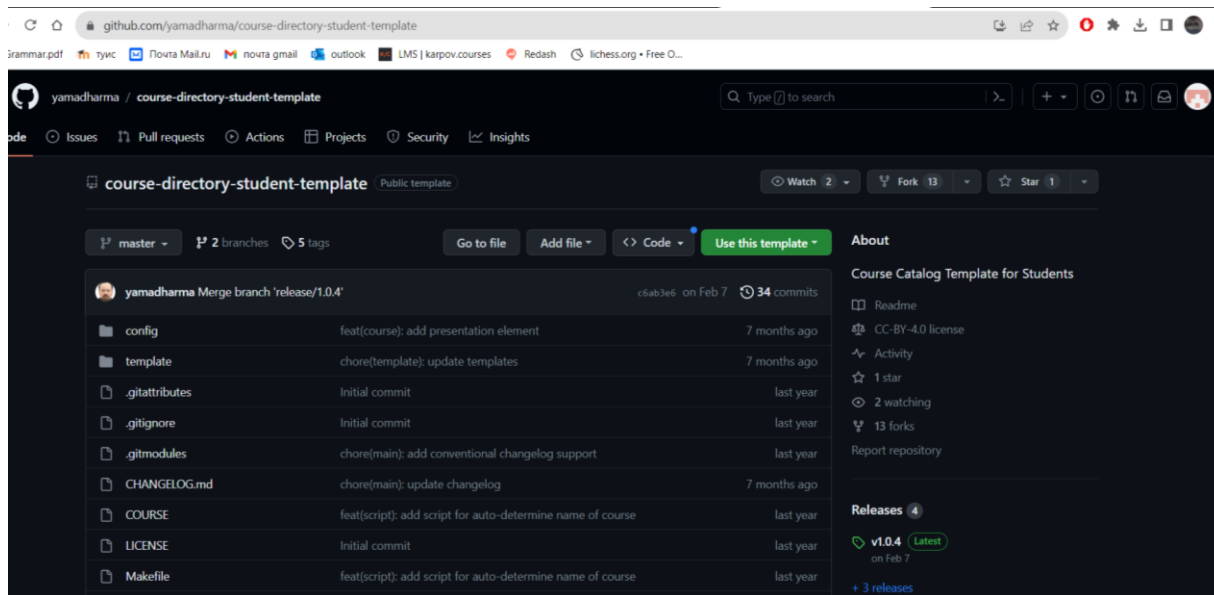 github.com/yamadharma/course-directory-student-template
Grammar.pdf туис Почта Mail.ru почта gmail outlook LMS | karpov.courses Redash lichess.org • Free O...
yamadharma / course-directory-student-template
Type / to search
ode Issues Pull requests Actions Projects Security Insights
course-directory-student-template Public template
Watch 2 Fork 13 Star 1
master 2 branches 5 tags Go to file Add file <> Code Use this template
About
Course Catalog Template for Students
yamadharma Merge branch 'release/1.0.4' c6ab3e6 on Feb 7 34 commits
config feat(course): add presentation element 7 months ago
template chore(template): update templates 7 months ago
.gitattributes Initial commit last year
.gitignore Initial commit last year
.gitmodules chore(main): add conventional changelog support last year
CHANGELOG.md chore(main): update changelog 7 months ago
COURSE feat(script): add script for auto-determine name of course last year
LICENSE Initial commit last year
Makefile feat(script): add script for auto-determine name of course last year
Readme
CC-BY-4.0 license
Activity
1 star
2 watching
13 forks
Report repository
Releases 4
v1.0.4 Latest
on Feb 7
+ 3 releases